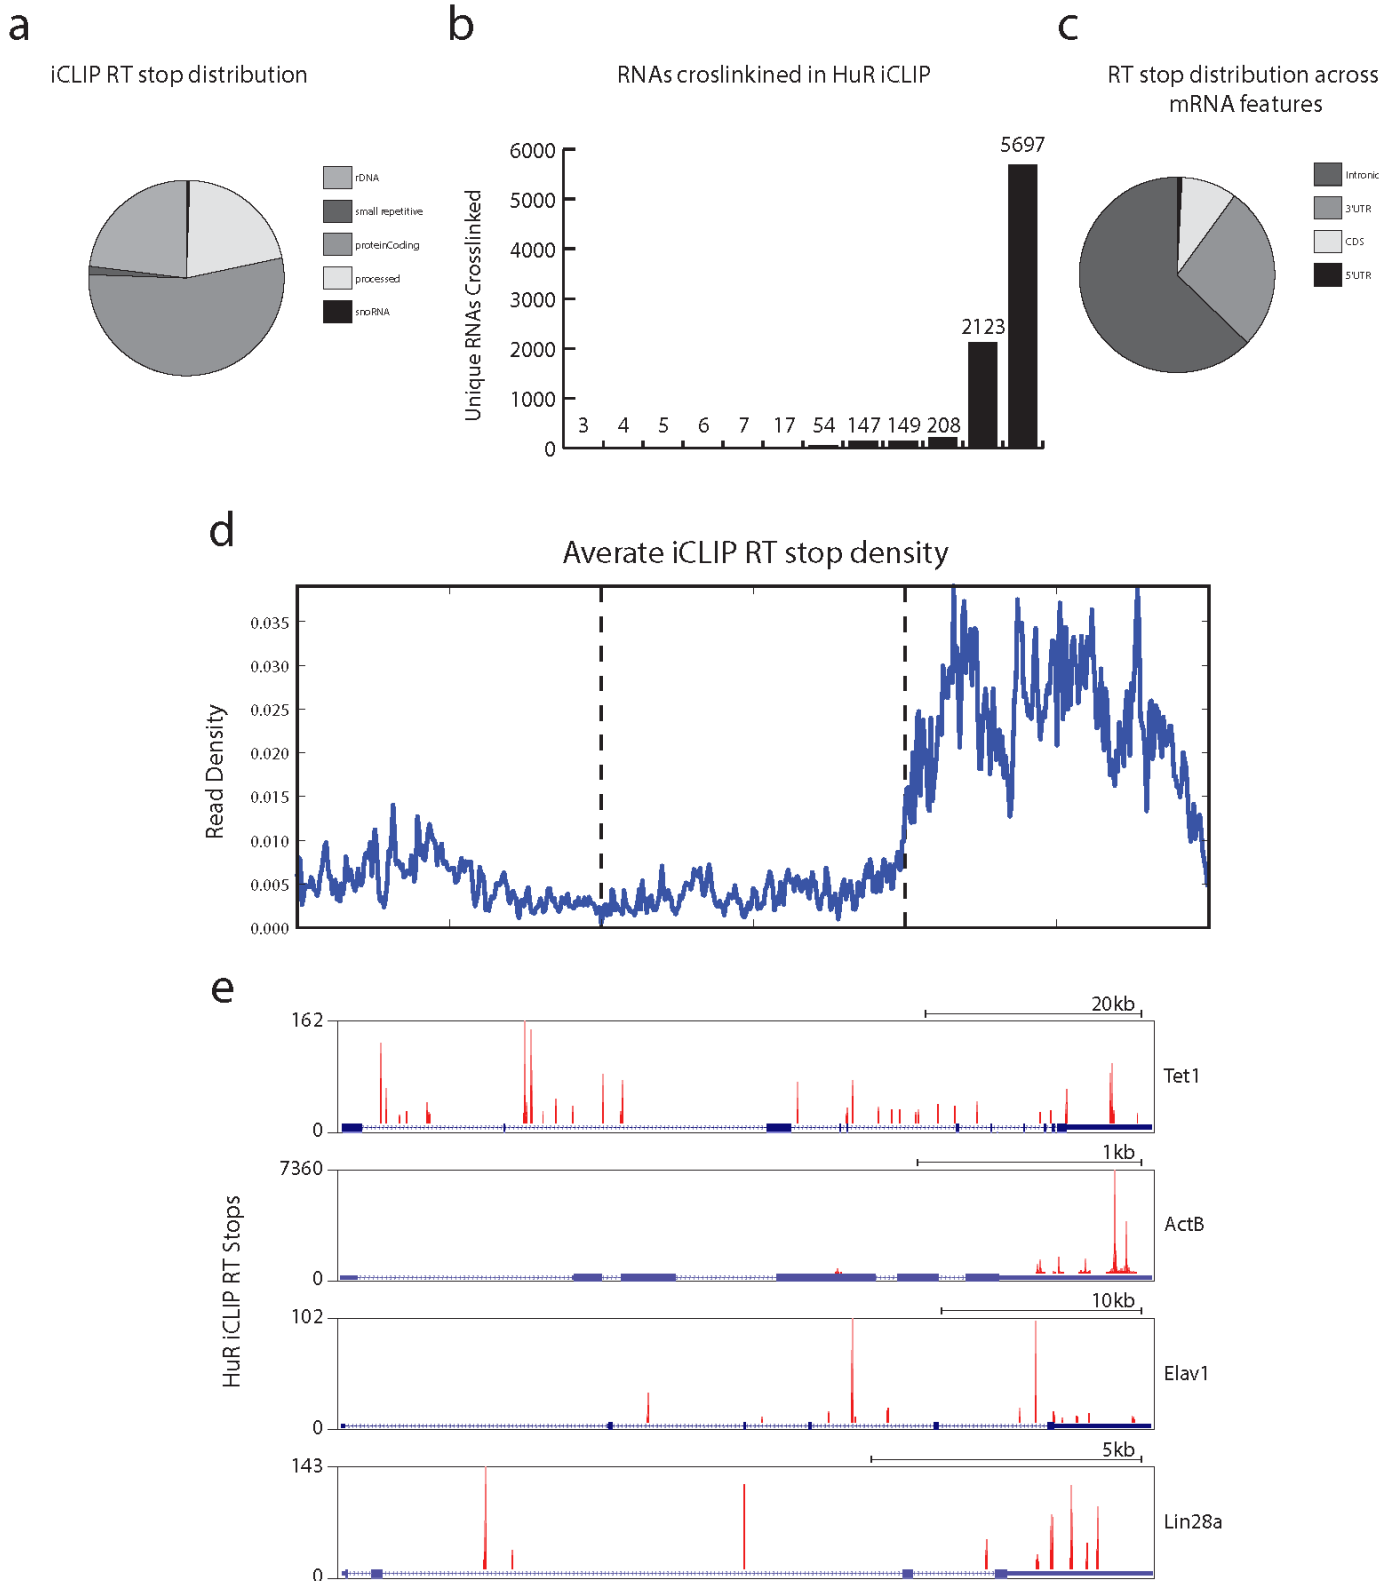 a
iCLIP RT stop distribution
rDNA
small repetitive
proteinCoding
processed
snoRNA
b
RNAs croslinkined in HuR iCLIP
Unique RNAs Crosslinked
6000
5000
4000
3000
2000
1000
0
3 4 5 6 7 17 54 147 149 208 2123 5697
c
RT stop distribution across
mRNA features
Intronic
3'UTR
CDS
5'UTR
d
Averate iCLIP RT stop density
Read Density
0.035
0.030
0.025
0.020
0.015
0.010
0.005
0.000
e
HuR iCLIP RT Stops
20kb
162
0
Tet1
1kb
7360
0
ActB
10kb
102
0
Elav1
5kb
143
0
Lin28a